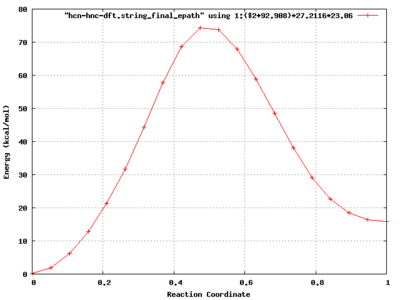 "hcn-hnc-dft.string_final_epath" using 1:($2+92.908)*27.2116*23.06
80
70
60
50
40
30
20
10
0
Energy (kcal/mol)
0 0.2 0.4 0.6 0.8 1
Reaction Coordinate